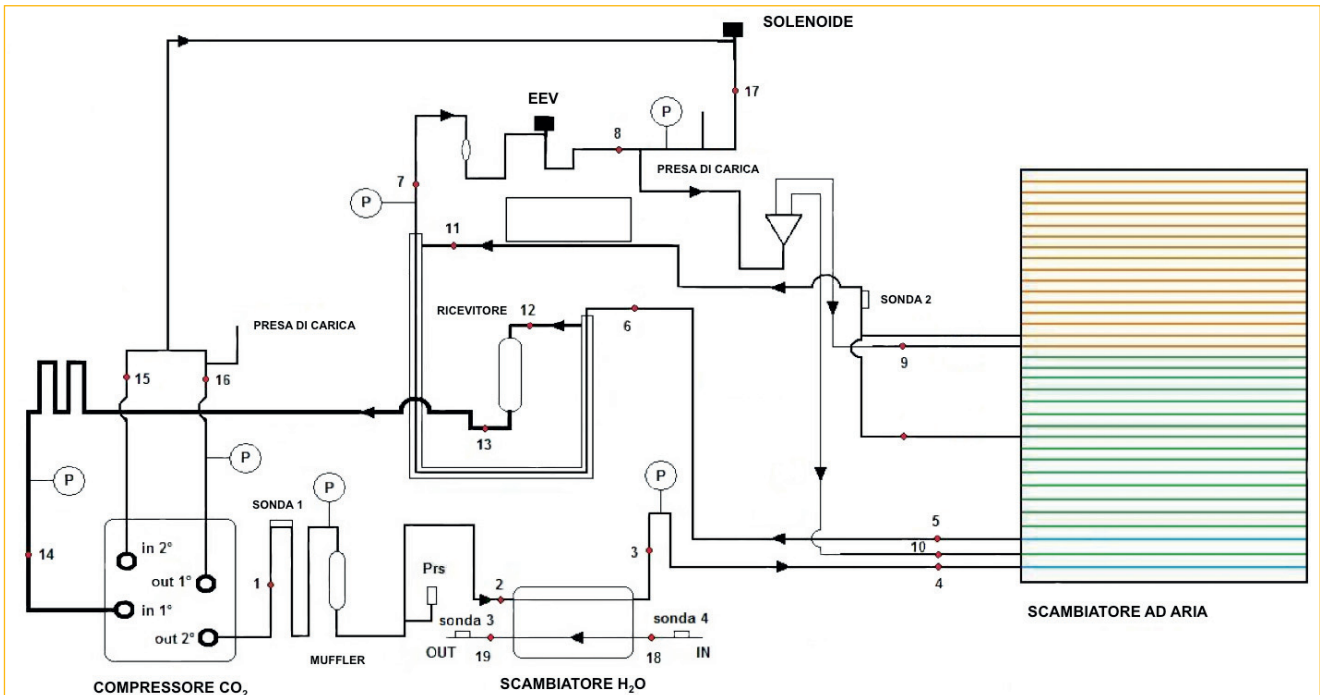 SOLENOIDE
17
EEV
P
8
PRESA DI CARICA
7
P
11
SONDA 2
RICEVITORE
12
6
9
PRESA DI CARICA
15
16
13
P
P
P
P
SONDA 1
14
in 2°
out 1°
in 1°
out 2°
1
MUFFLER
Prs
2
3
5
10
4
sonda 3
sonda 4
OUT
19
18
IN
SCAMBIATORE AD ARIA
COMPRESSORE CO₂
SCAMBIATORE H₂O